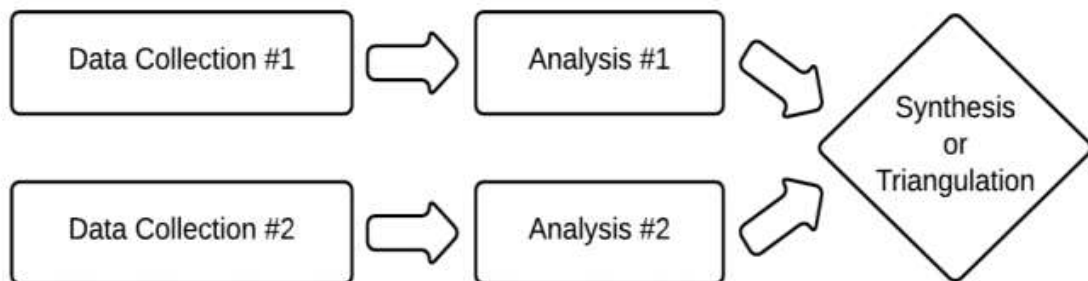 Data Collection #1
Analysis #1
Synthesis
or
Triangulation
Data Collection #2
Analysis #2